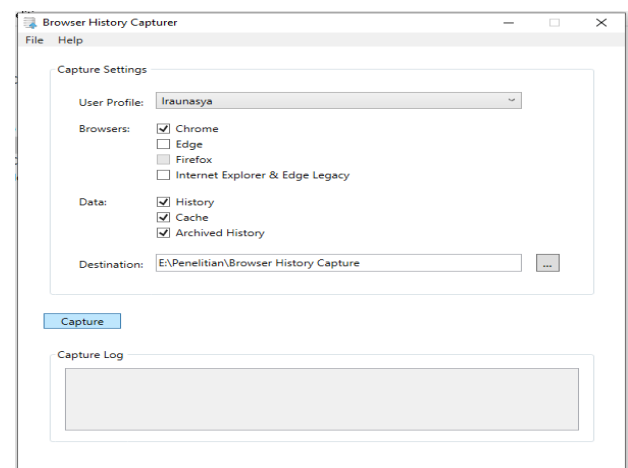 Browser History Capturer
File Help
Capture Settings
User Profile: Iraunasya
Browsers: Chrome
Edge
Firefox
Internet Explorer & Edge Legacy
Data: History
Cache
Archived History
Destination: E:\Penelitian\Browser History Capture ...
Capture
Capture Log